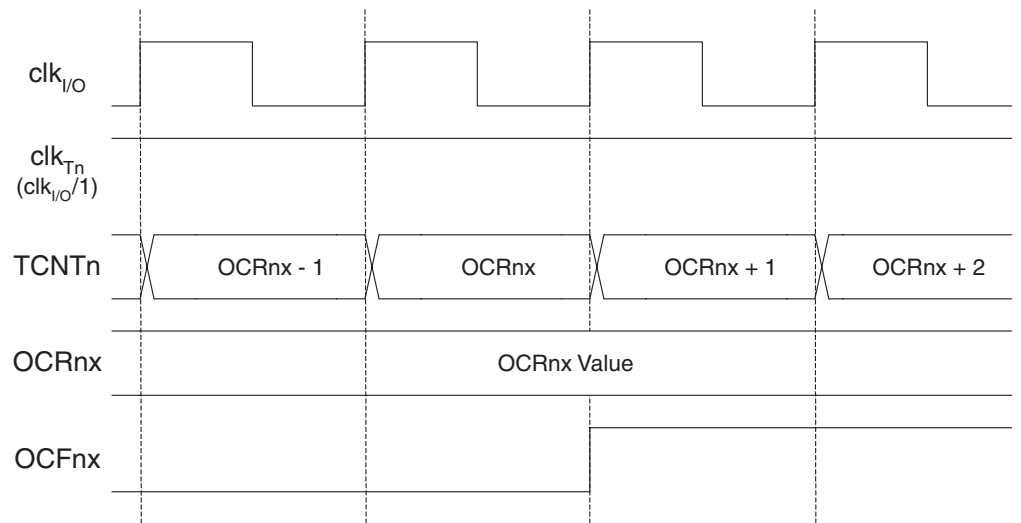 clkI/O
clkTn
(clkI/O/1)
TCNTn
OCRnx - 1
OCRnx
OCRnx + 1
OCRnx + 2
OCRnx
OCRnx Value
OCFnx